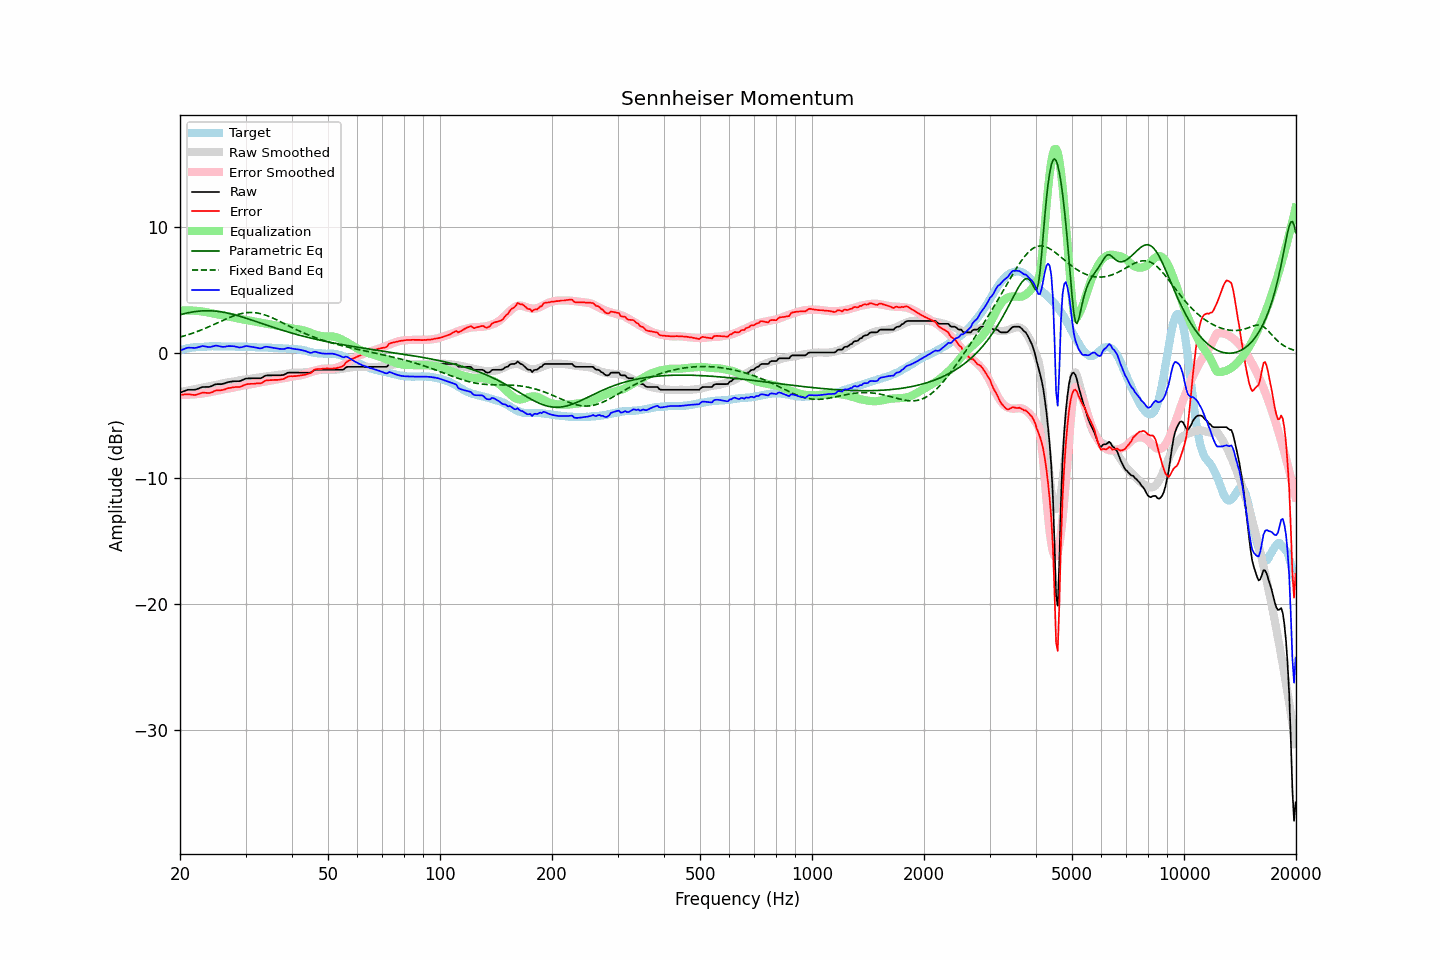 Sennheiser Momentum
Target
Raw Smoothed
Error Smoothed
Raw
Error
Equalization
Parametric Eq
Fixed Band Eq
Equalized
10
0
−10
−20
−30
Amplitude (dBr)
20
50
100
200
500
1000
2000
5000
10000
20000
Frequency (Hz)